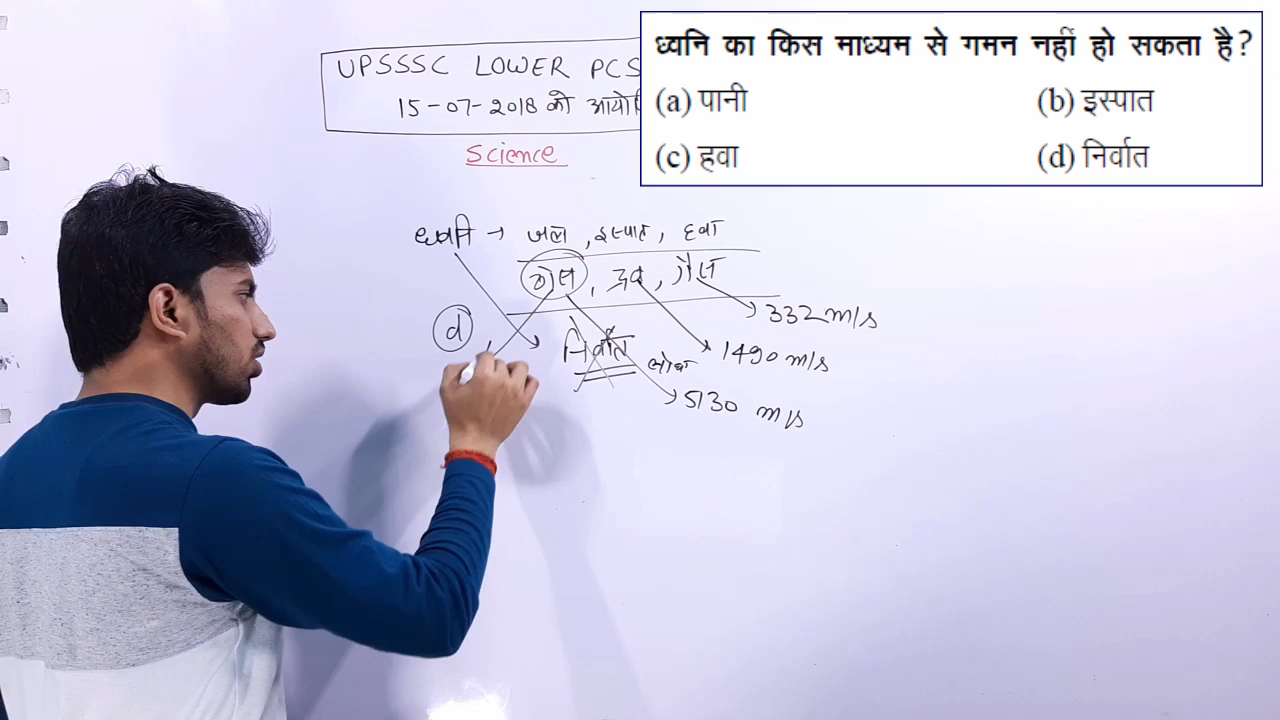 UPSSSC LOWER PCS
15-07-2018 को आयो
Science
ध्वनि का किस माध्यम से गमन नहीं हो सकता है?
(a) पानी (b) इस्पात
(c) हवा (d) निर्वात
ध्वनि → जल, इस्पात, हवा
ठोस, द्रव, गैस
332 m/s
(d) निर्वात लोहा 1490 m/s
5130 m/s